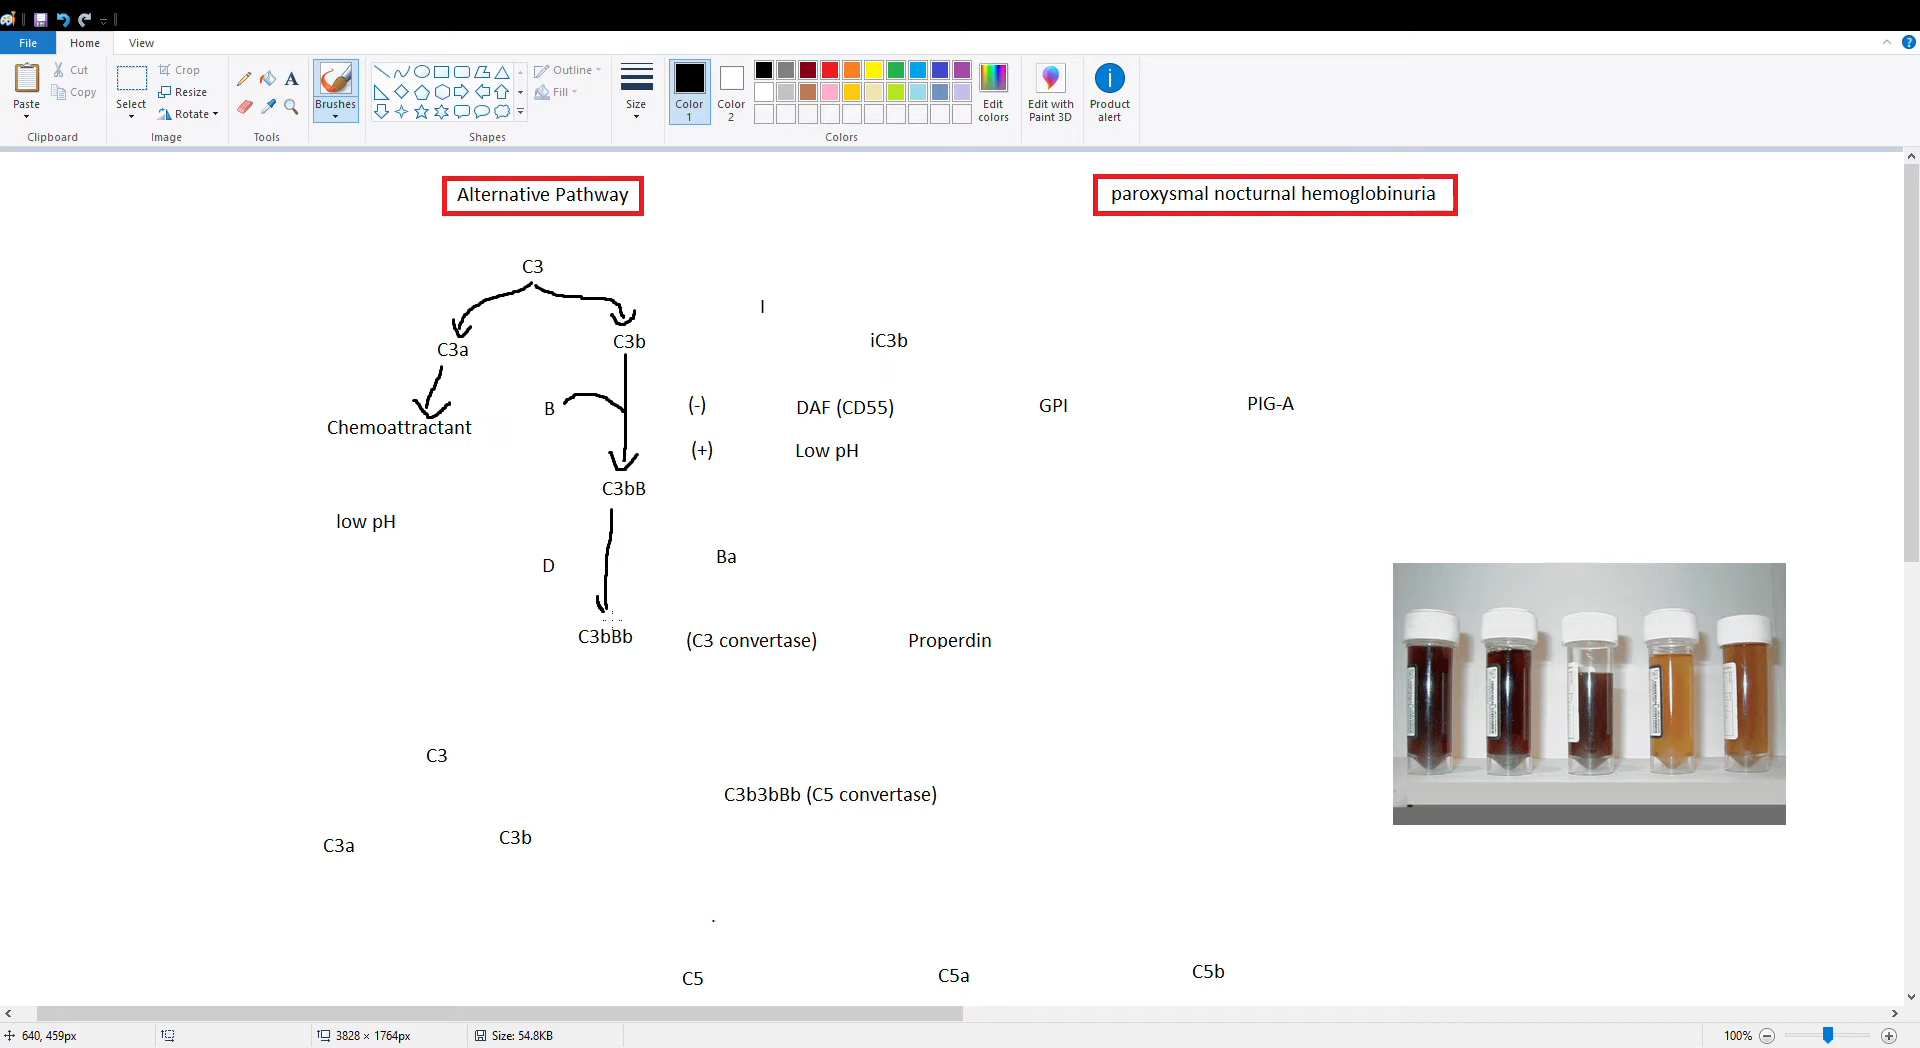 File
Home
View
Paste
Cut
Copy
Clipboard
Select
Crop
Resize
Rotate
Image
A
Tools
Brushes
Shapes
Outline
Fill
Size
Color 1
Color 2
Edit colors
Colors
Edit with Paint 3D
Product alert
Alternative Pathway
paroxysmal nocturnal hemoglobinuria
C3
I
C3a
C3b
iC3b
B
(-)
DAF (CD55)
GPI
PIG-A
Chemoattractant
(+)
Low pH
C3bB
low pH
D
Ba
C3bBb
(C3 convertase)
Properdin
C3
C3b3bBb (C5 convertase)
C3a
C3b
.
C5
C5a
C5b
640, 459px
3828 × 1764px
Size: 54.8KB
100%